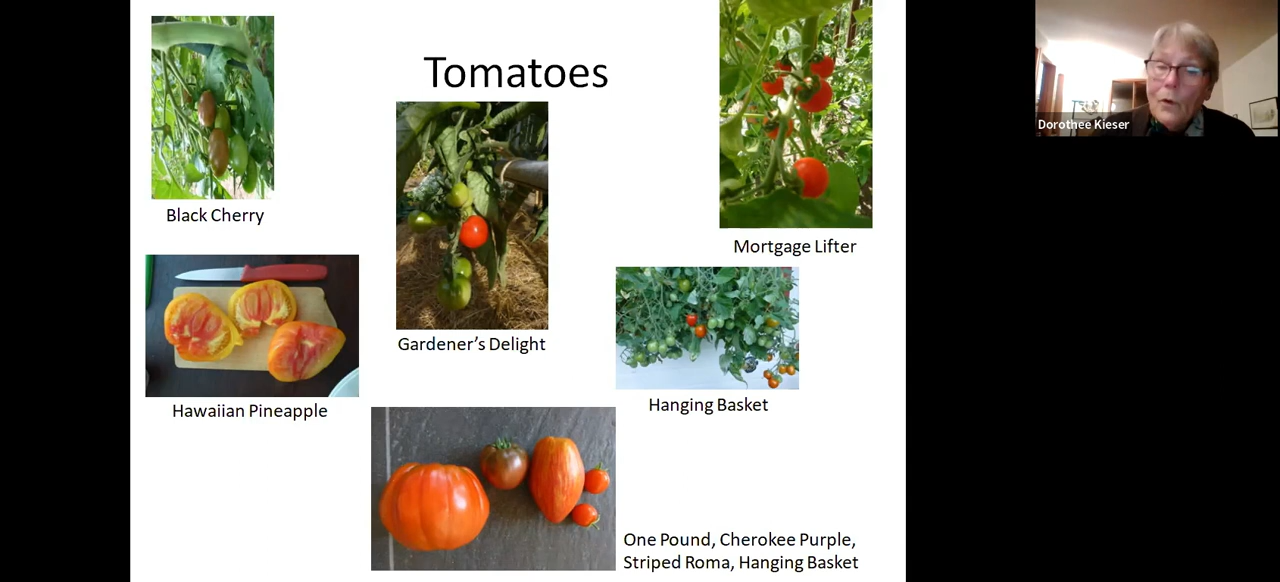 Tomatoes
Dorothee Kieser
Black Cherry
Mortgage Lifter
Gardener's Delight
Hawaiian Pineapple
Hanging Basket
One Pound, Cherokee Purple,
Striped Roma, Hanging Basket